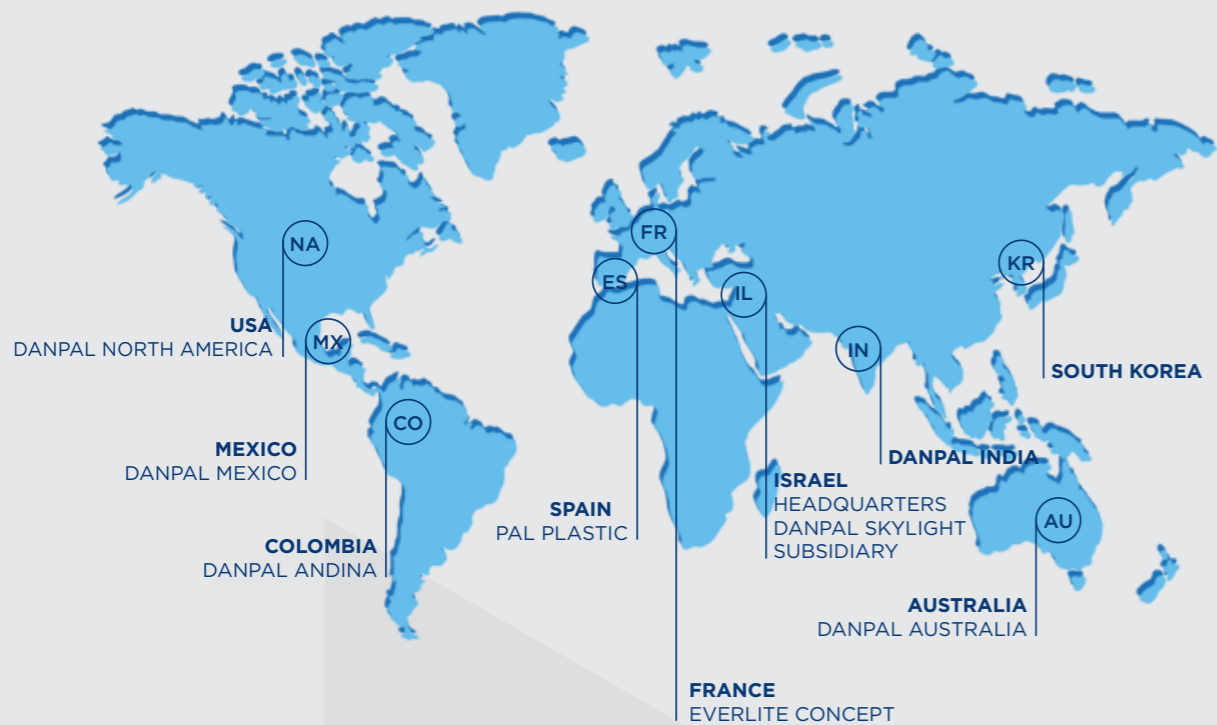 NA
FR
ES
IL
KR
MX
IN
CO
AU
USA
DANPAL NORTH AMERICA
MEXICO
DANPAL MEXICO
COLOMBIA
DANPAL ANDINA
SPAIN
PAL PLASTIC
FRANCE
EVERLITE CONCEPT
ISRAEL
HEADQUARTERS
DANPAL SKYLIGHT
SUBSIDIARY
DANPAL INDIA
SOUTH KOREA
AUSTRALIA
DANPAL AUSTRALIA